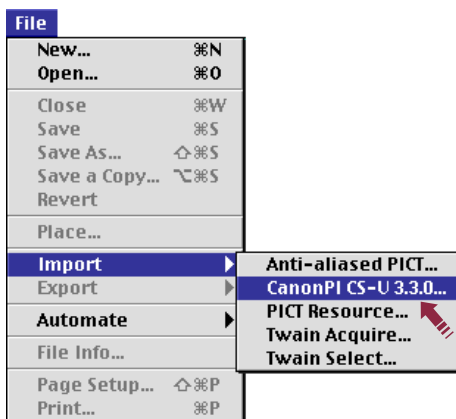 File
New... ⌘N
Open... ⌘O
Close ⌘W
Save ⌘S
Save As... ⇧⌘S
Save a Copy... ⌥⌘S
Revert
Place...
Import
Export
Automate
File Info...
Page Setup... ⇧⌘P
Print... ⌘P
Anti-aliased PICT...
CanonPI CS-U 3.3.0...
PICT Resource...
Twain Acquire...
Twain Select...